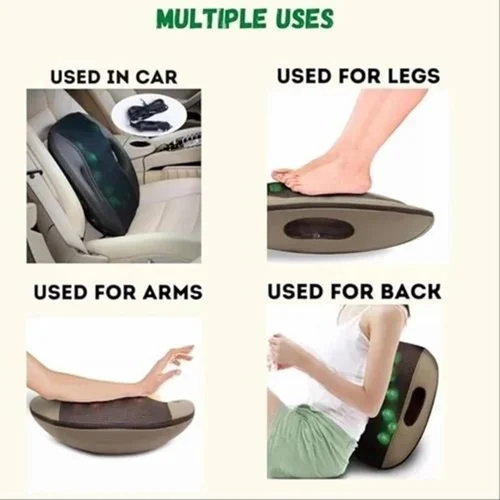 MULTIPLE USES
USED IN CAR
USED FOR LEGS
USED FOR ARMS
USED FOR BACK